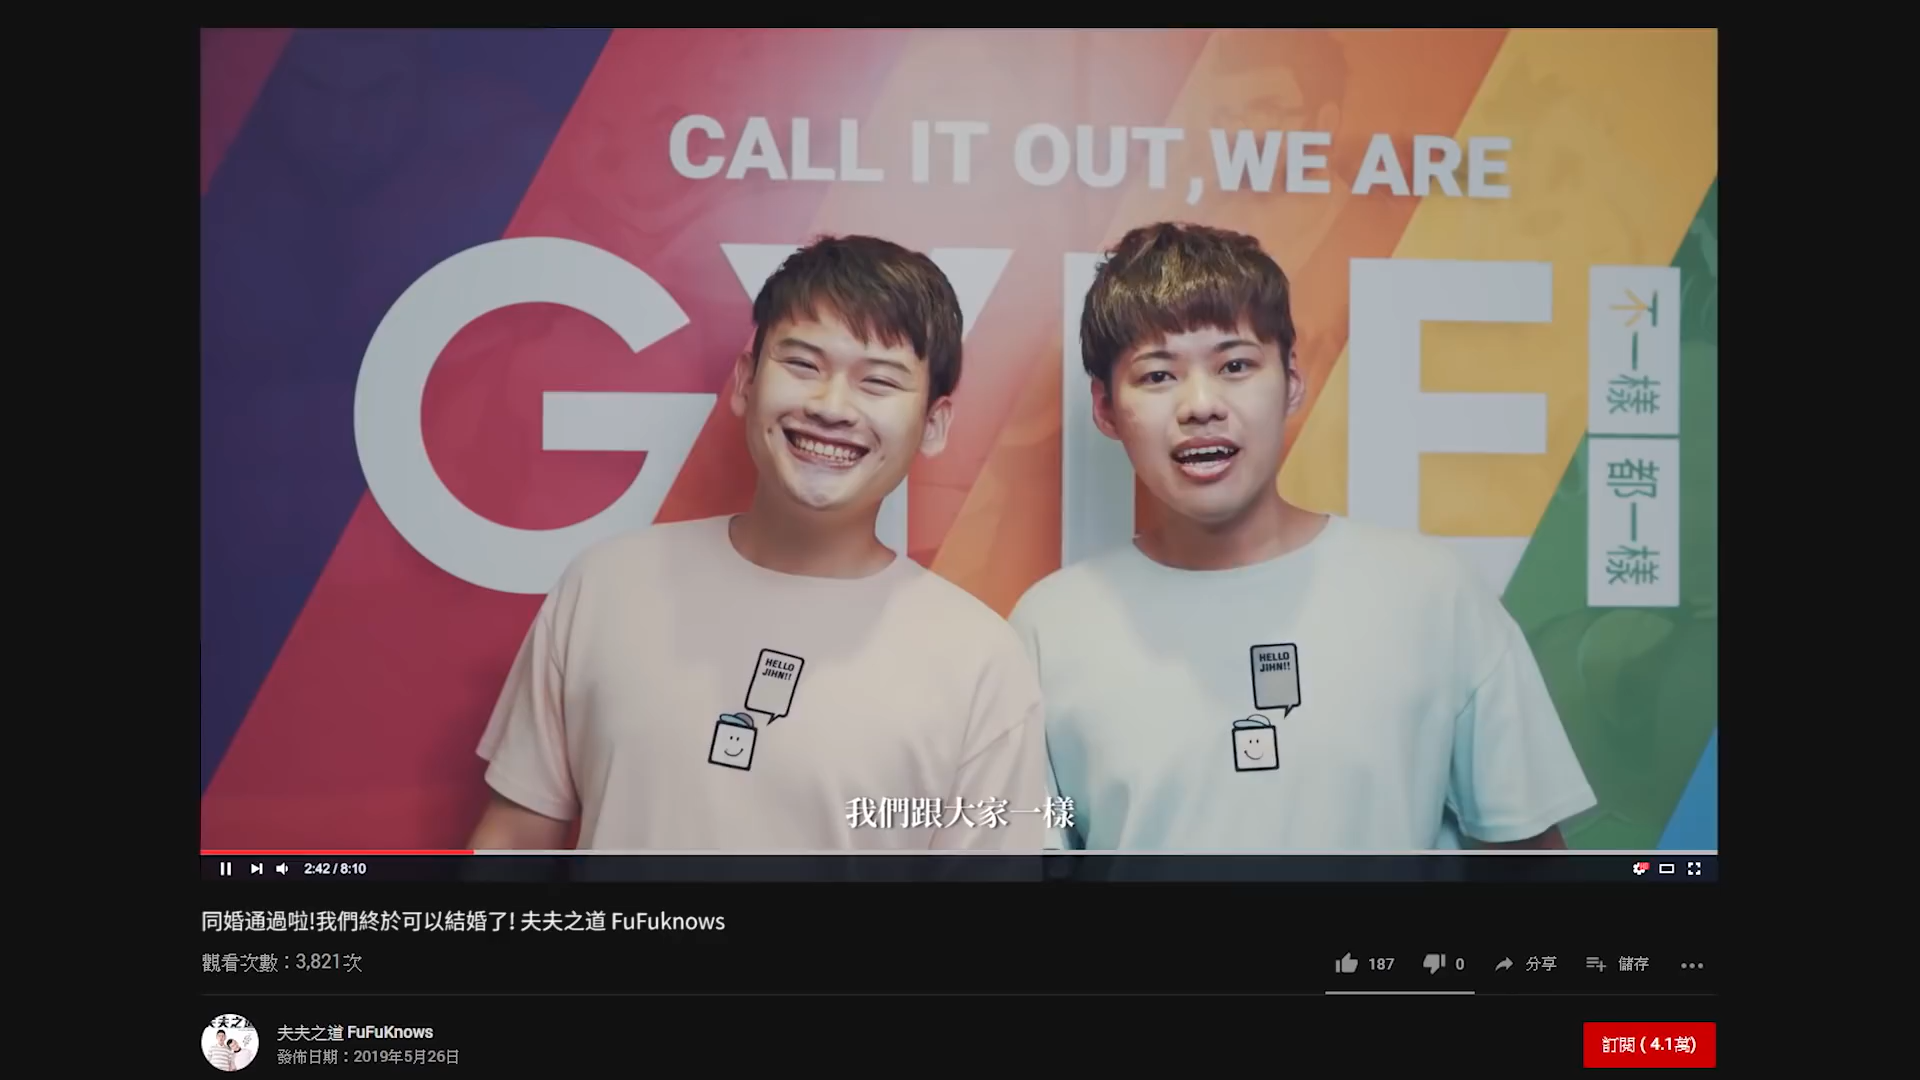 CALL IT OUT,WE ARE
不一樣
都一樣
HELLO
JIHN!!
HELLO
JIHN!!
我們跟大家一樣
2:42 / 8:10
同婚通過啦!我們終於可以結婚了! 夫夫之道 FuFuknows
觀看次數：3,821次
187
0
分享
儲存
夫夫之道 FuFuKnows
發佈日期：2019年5月26日
訂閱 ( 4.1萬)